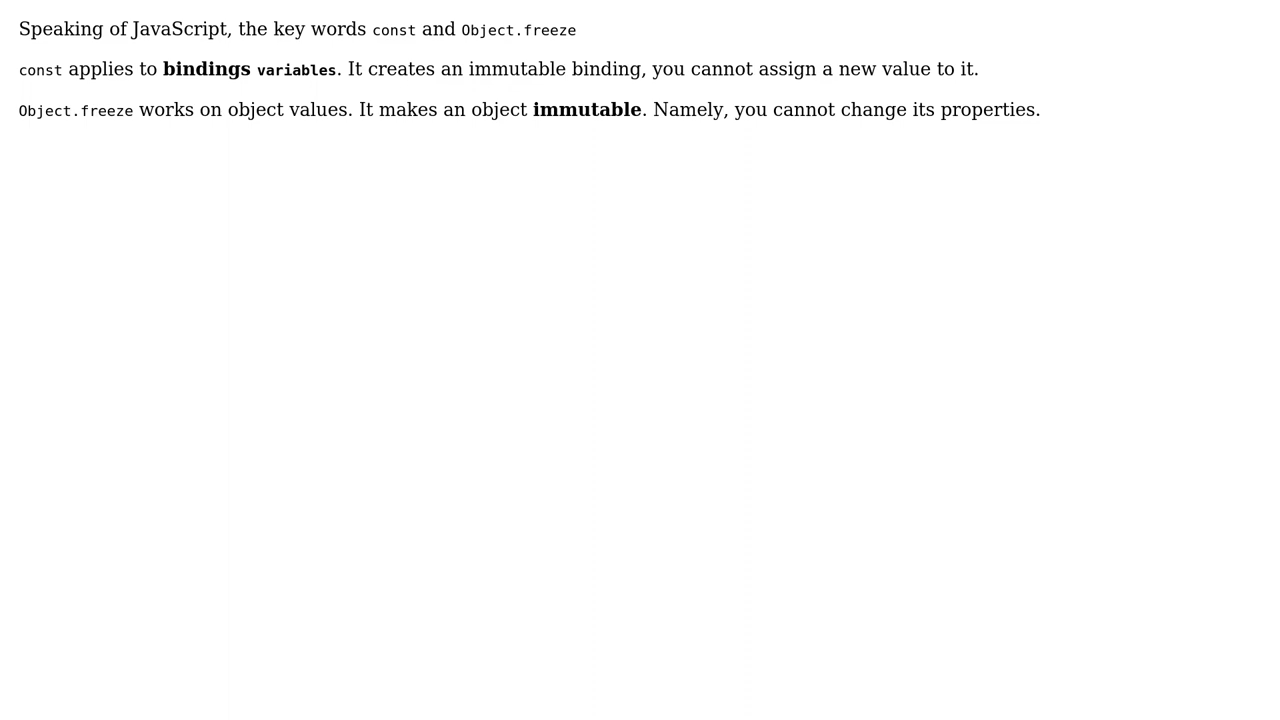 Speaking of JavaScript, the key words const and Object.freeze
const applies to bindings variables. It creates an immutable binding, you cannot assign a new value to it.
Object.freeze works on object values. It makes an object immutable. Namely, you cannot change its properties.